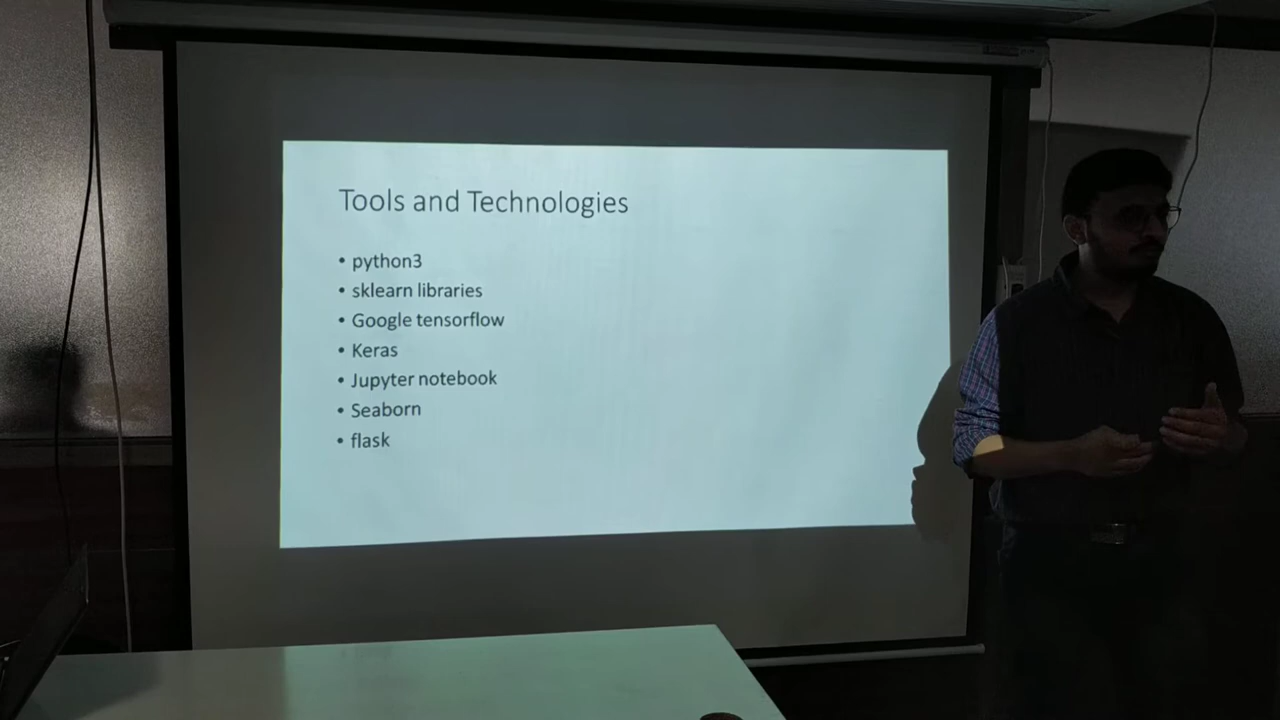 Tools and Technologies
• python3
• sklearn libraries
• Google tensorflow
• Keras
• Jupyter notebook
• Seaborn
• flask